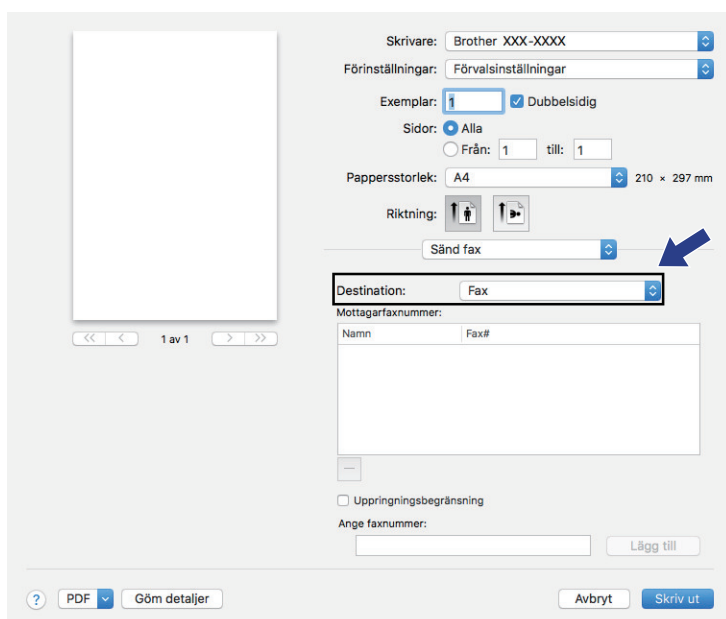 Skrivare: Brother XXX-XXXX
Förinställningar: Förvalsinställningar
Exemplar: 1 Dubbelsidig
Sidor: Alla
Från: 1 till: 1
Pappersstorlek: A4 210 × 297 mm
Riktning:
Sänd fax
Destination: Fax
Mottagarfaxnummer:
Namn Fax#
<< < 1 av 1 > >>
Uppringningsbegränsning
Ange faxnummer:
Lägg till
? PDF Göm detaljer Avbryt Skriv ut